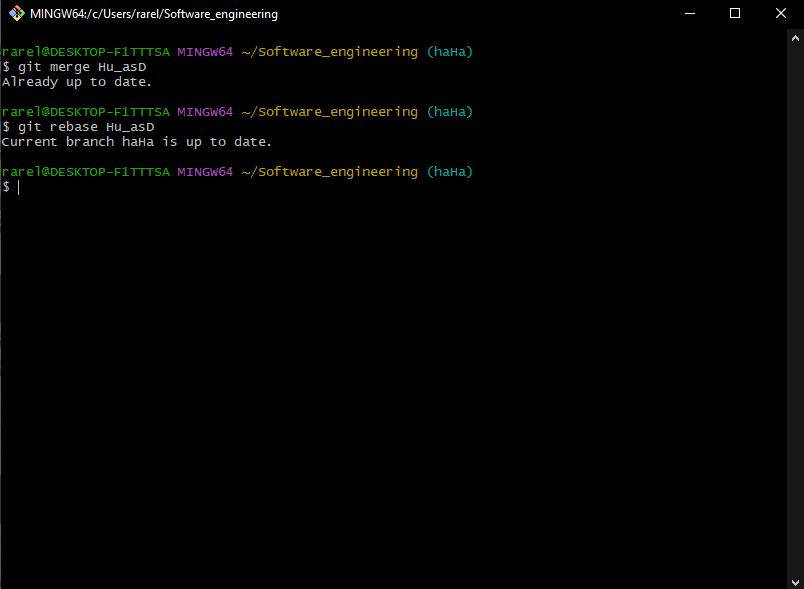 MINGW64:/c/Users/rarel/Software_engineering
rarel@DESKTOP-F1TTTSA MINGW64 ~/Software_engineering (haHa)
$ git merge Hu_asD
Already up to date.
rarel@DESKTOP-F1TTTSA MINGW64 ~/Software_engineering (haHa)
$ git rebase Hu_asD
Current branch haHa is up to date.
rarel@DESKTOP-F1TTTSA MINGW64 ~/Software_engineering (haHa)
$